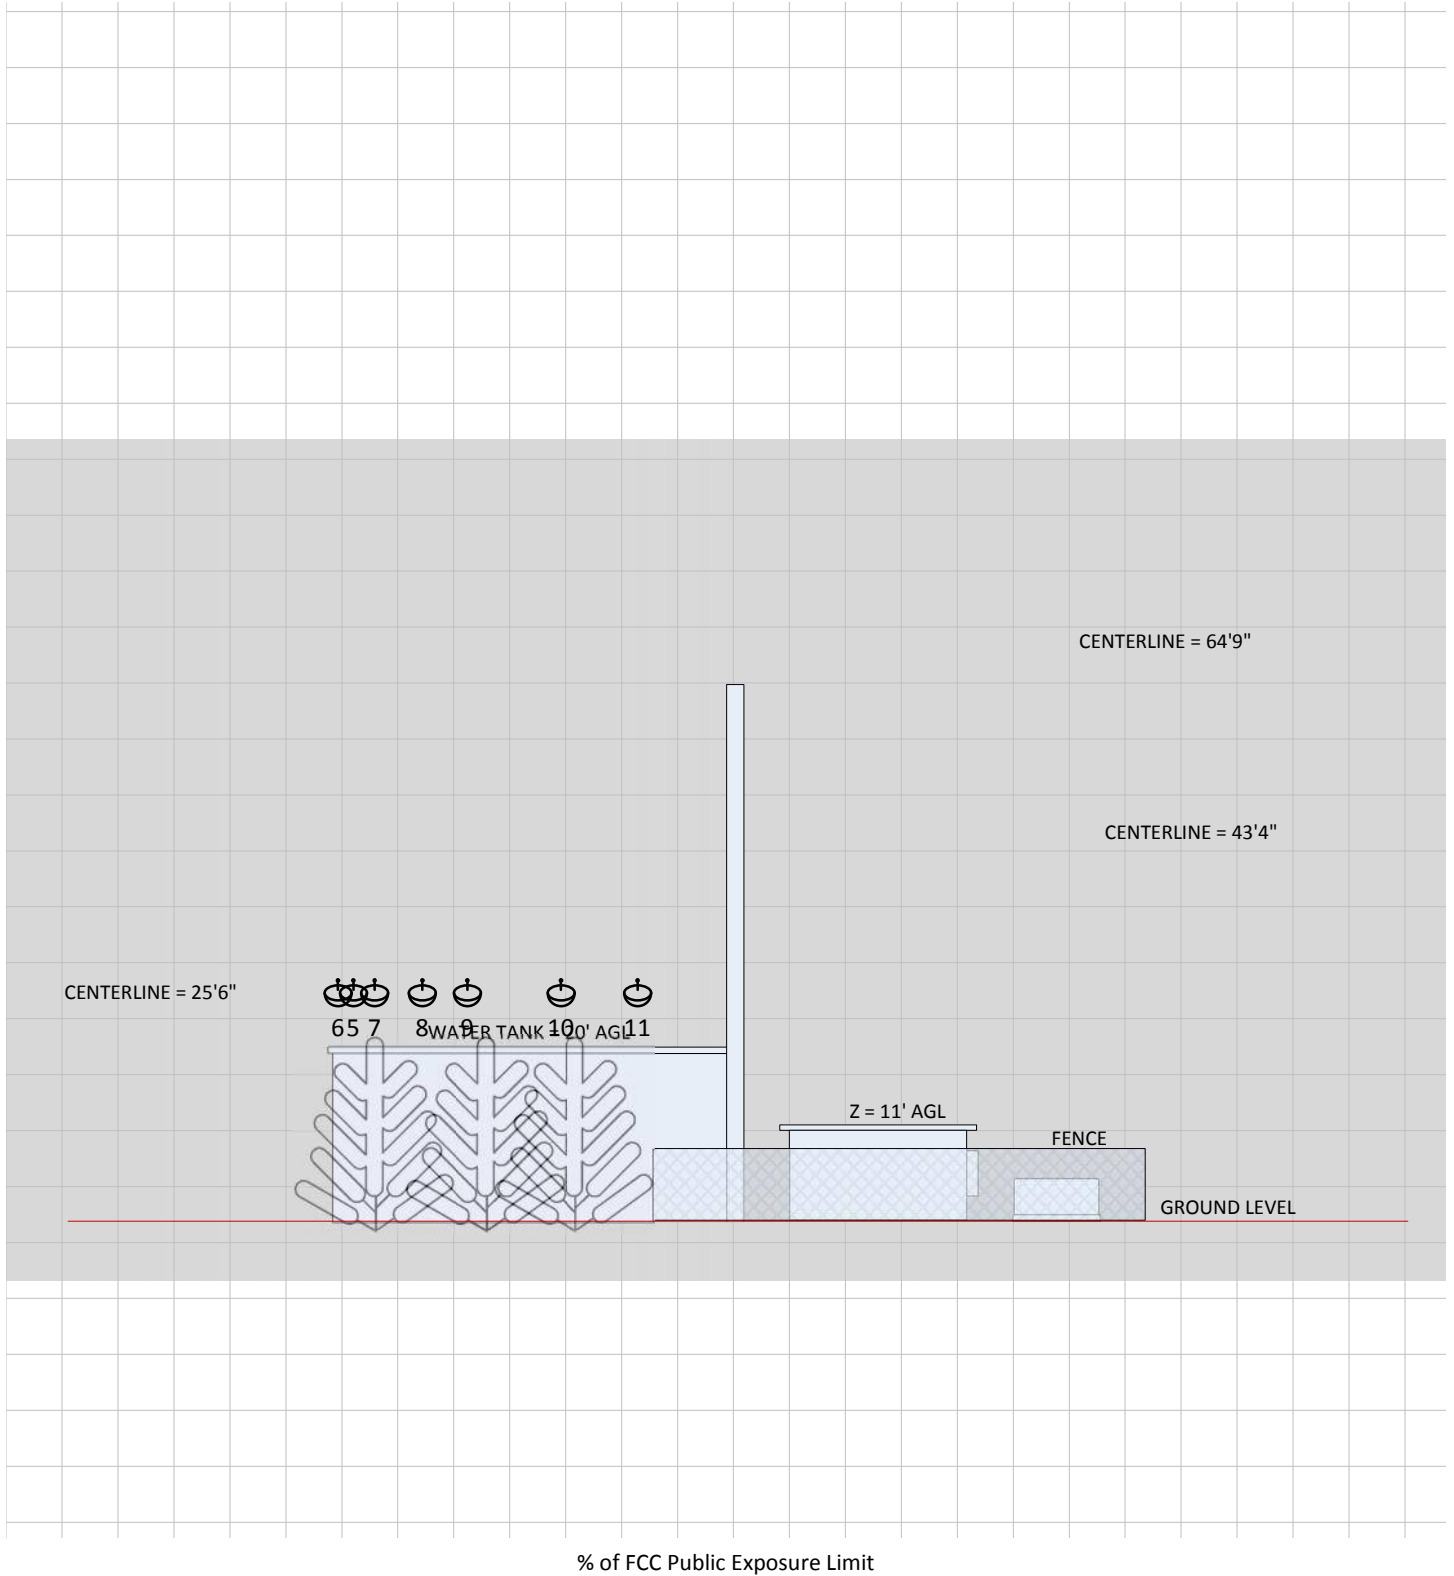 CENTERLINE = 64'9"
CENTERLINE = 43'4"
CENTERLINE = 25'6"
6 5 7 8 9 10 11
WATER TANK = 20' AGL
Z = 11' AGL
FENCE
GROUND LEVEL
% of FCC Public Exposure Limit